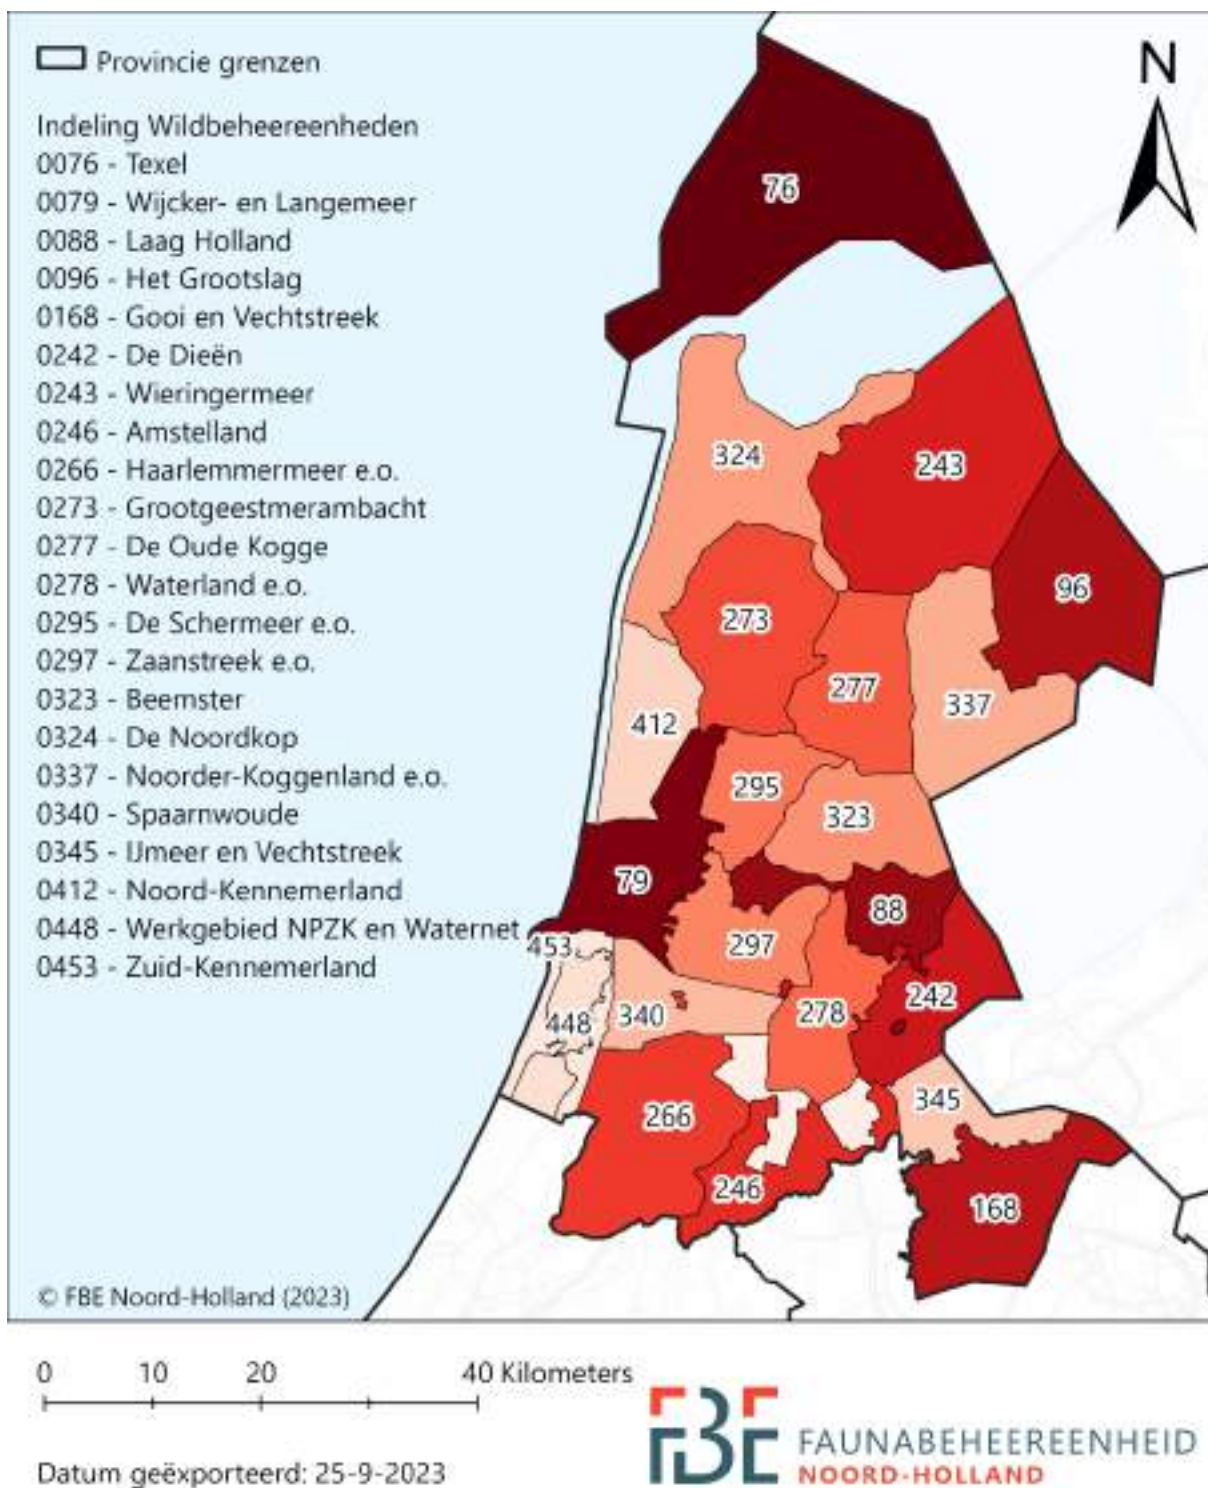 Provincie grenzen
Indeling Wildbeheereenheden
0076 - Texel
0079 - Wijcker- en Langemeer
0088 - Laag Holland
0096 - Het Grootslag
0168 - Gooi en Vechtstreek
0242 - De Dieën
0243 - Wieringermeer
0246 - Amstelland
0266 - Haarlemmermeer e.o.
0273 - Grootgeestmerambacht
0277 - De Oude Kogge
0278 - Waterland e.o.
0295 - De Schermeer e.o.
0297 - Zaanstreek e.o.
0323 - Beemster
0324 - De Noordkop
0337 - Noorder-Koggenland e.o.
0340 - Spaarnwoude
0345 - IJmeer en Vechtstreek
0412 - Noord-Kennemerland
0448 - Werkgebied NPZK en Waternet
0453 - Zuid-Kennemerland
N
76
324
243
96
273
277
337
412
295
323
79
88
297
453
242
278
340
448
345
266
246
168
© FBE Noord-Holland (2023)
0 10 20 40 Kilometers
Datum geëxporteerd: 25-9-2023
FBE
FAUNABEHEEREENHEID
NOORD-HOLLAND